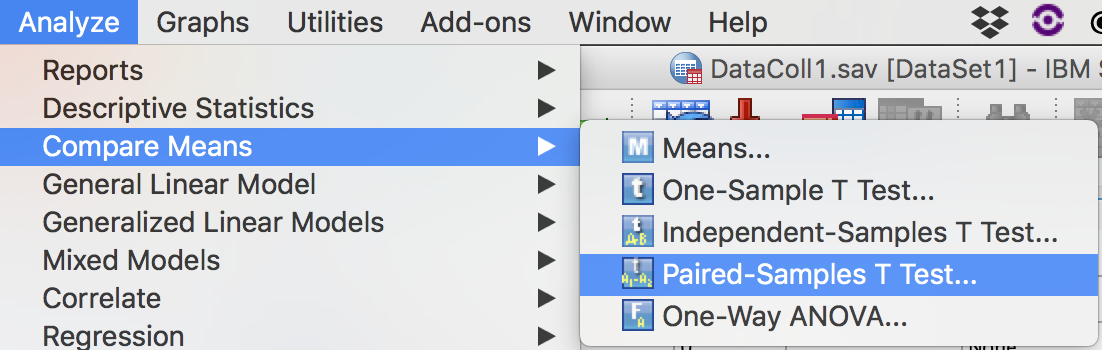 Analyze Graphs Utilities Add-ons Window Help
DataColl1.sav [DataSet1] - IBM S
Reports
Descriptive Statistics
Compare Means
General Linear Model
Generalized Linear Models
Mixed Models
Correlate
Regression
M Means...
t One-Sample T Test...
t A-B Independent-Samples T Test...
t A1-A2 Paired-Samples T Test...
F A One-Way ANOVA...